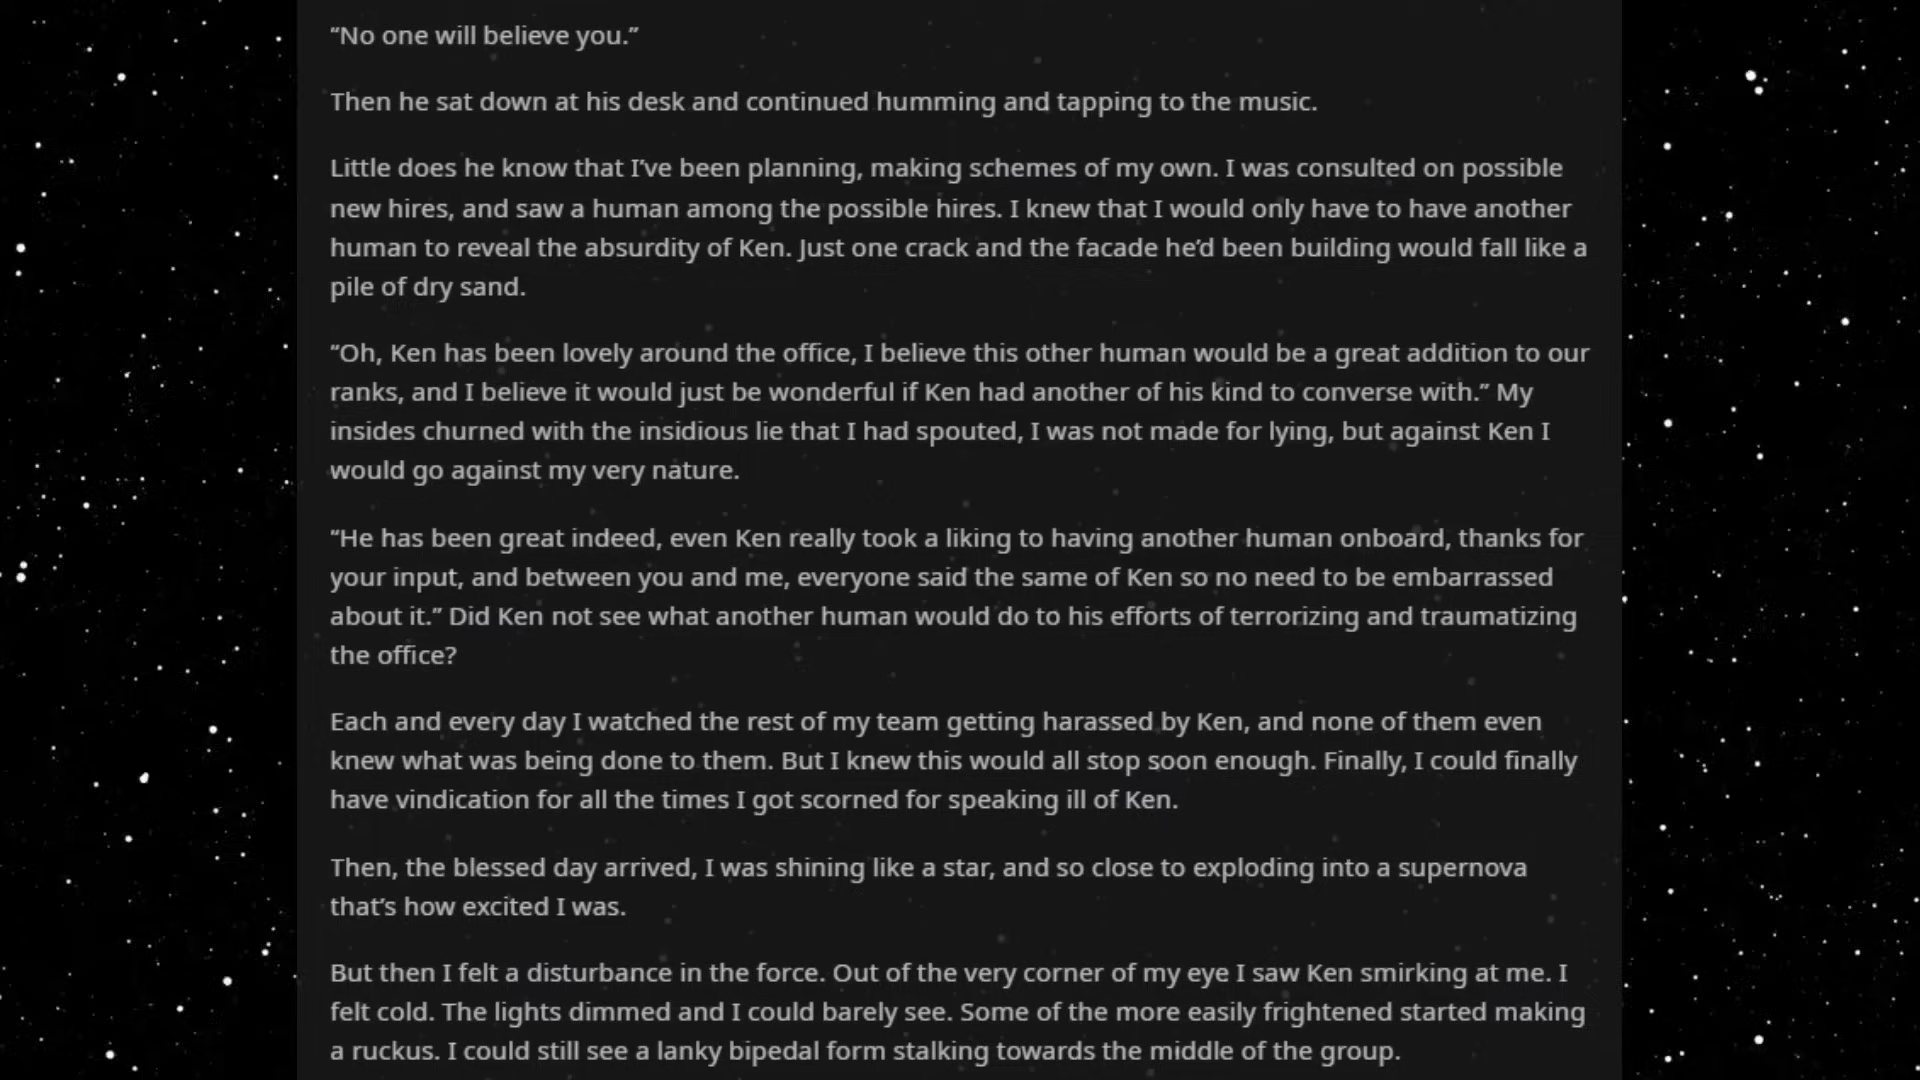 “No one will believe you.”
Then he sat down at his desk and continued humming and tapping to the music.
Little does he know that I’ve been planning, making schemes of my own. I was consulted on possible
new hires, and saw a human among the possible hires. I knew that I would only have to have another
human to reveal the absurdity of Ken. Just one crack and the facade he’d been building would fall like a
pile of dry sand.
“Oh, Ken has been lovely around the office, I believe this other human would be a great addition to our
ranks, and I believe it would just be wonderful if Ken had another of his kind to converse with.” My
insides churned with the insidious lie that I had spouted, I was not made for lying, but against Ken I
would go against my very nature.
“He has been great indeed, even Ken really took a liking to having another human onboard, thanks for
your input, and between you and me, everyone said the same of Ken so no need to be embarrassed
about it.” Did Ken not see what another human would do to his efforts of terrorizing and traumatizing
the office?
Each and every day I watched the rest of my team getting harassed by Ken, and none of them even
knew what was being done to them. But I knew this would all stop soon enough. Finally, I could finally
have vindication for all the times I got scorned for speaking ill of Ken.
Then, the blessed day arrived, I was shining like a star, and so close to exploding into a supernova
that’s how excited I was.
But then I felt a disturbance in the force. Out of the very corner of my eye I saw Ken smirking at me. I
felt cold. The lights dimmed and I could barely see. Some of the more easily frightened started making
a ruckus. I could still see a lanky bipedal form stalking towards the middle of the group.